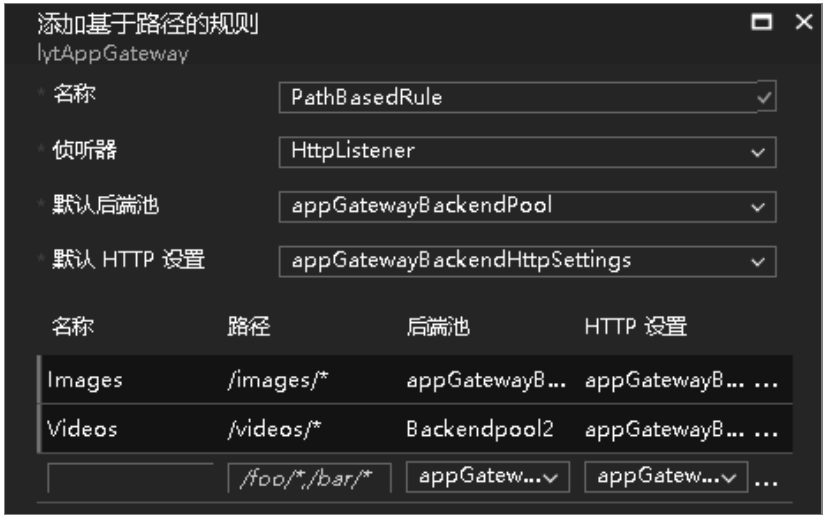 添加基于路径的规则
lytAppGateway
* 名称 PathBasedRule
* 侦听器 HttpListener
* 默认后端池 appGatewayBackendPool
* 默认 HTTP 设置 appGatewayBackendHttpSettings
名称 路径 后端池 HTTP 设置
Images /images/* appGatewayB... appGatewayB... ...
Videos /videos/* Backendpool2 appGatewayB... ...
/foo/*,/bar/* appGatew... appGatew... ...